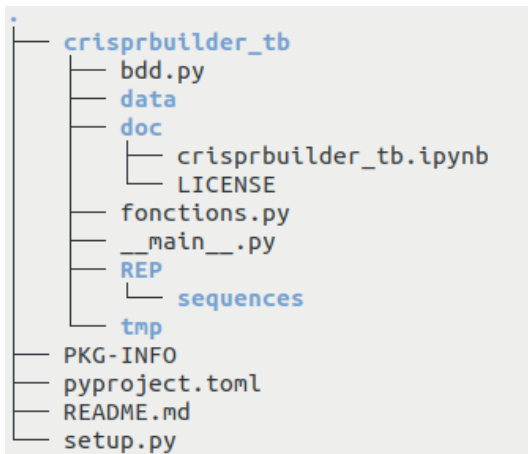 .
crisprbuilder_tb
bdd.py
data
doc
crisprbuilder_tb.ipynb
LICENSE
fonctions.py
__main__.py
REP
sequences
tmp
PKG-INFO
pyproject.toml
README.md
setup.py